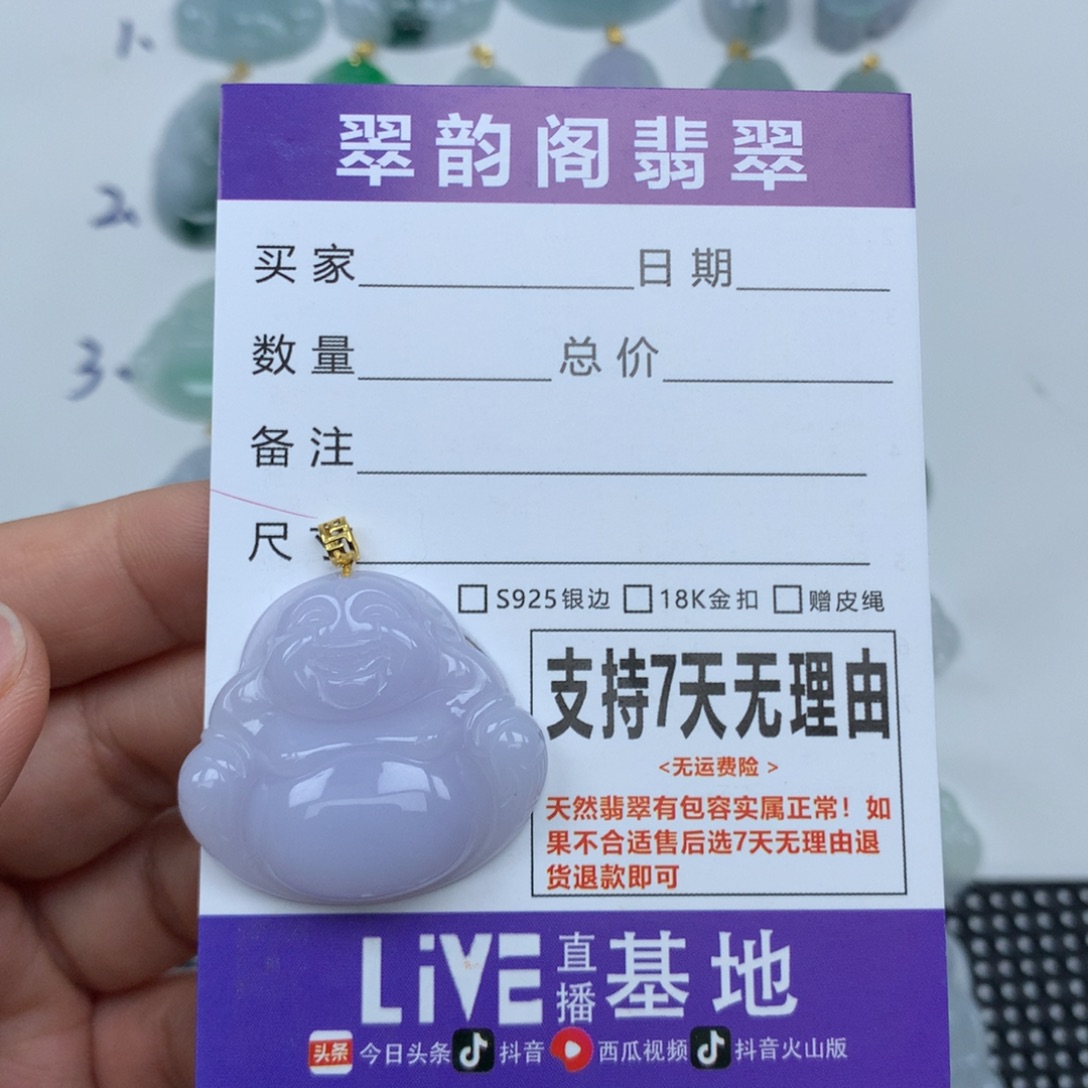 1、
2、
3、
翠韵阁翡翠
买家 日期
数量 总价
备注
尺
S925银边 18K金扣 赠皮绳
支持7天无理由
<无运费险 >
天然翡翠有包容实属正常！如
果不合适售后选7天无理由退
货退款即可
LiVE 直播 基地
头条 今日头条 抖音 西瓜视频 抖音火山版